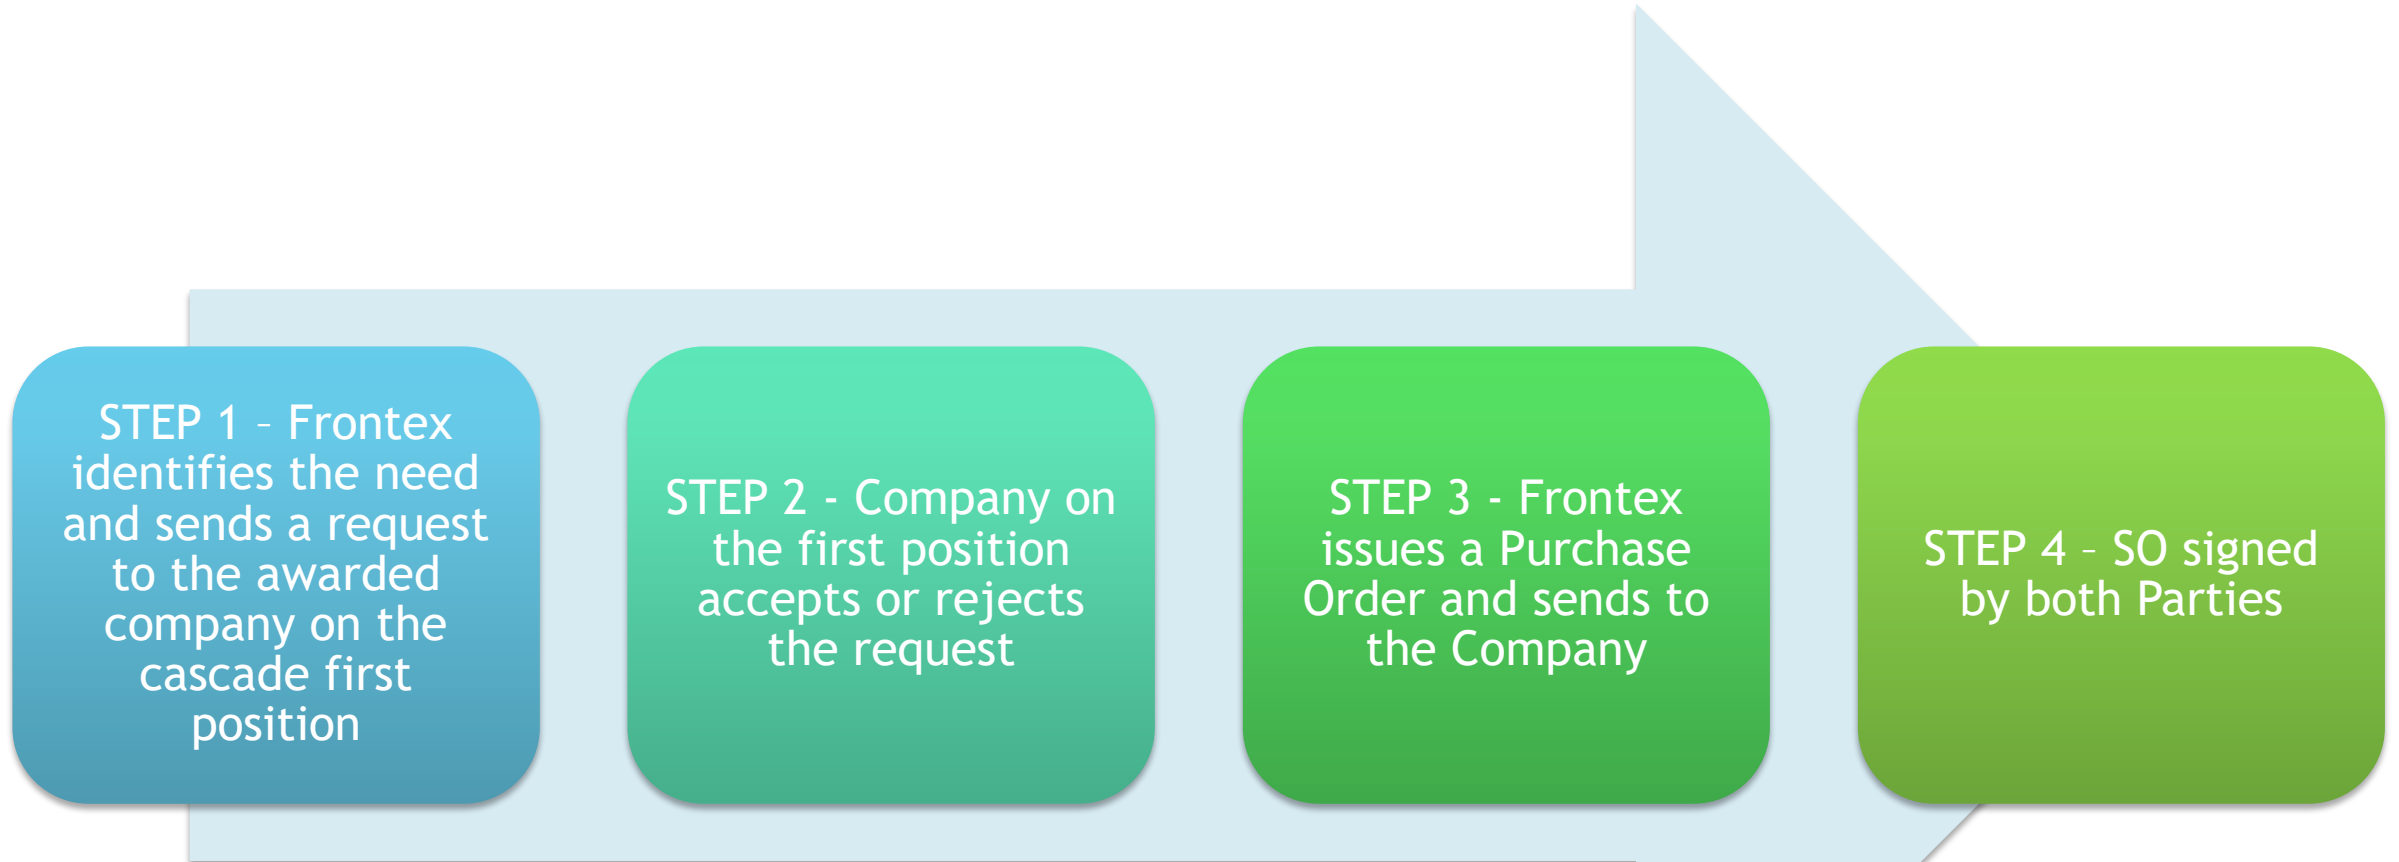 STEP 1 – Frontex
identifies the need
and sends a request
to the awarded
company on the
cascade first
position
STEP 2 - Company on
the first position
accepts or rejects
the request
STEP 3 - Frontex
issues a Purchase
Order and sends to
the Company
STEP 4 – SO signed
by both Parties